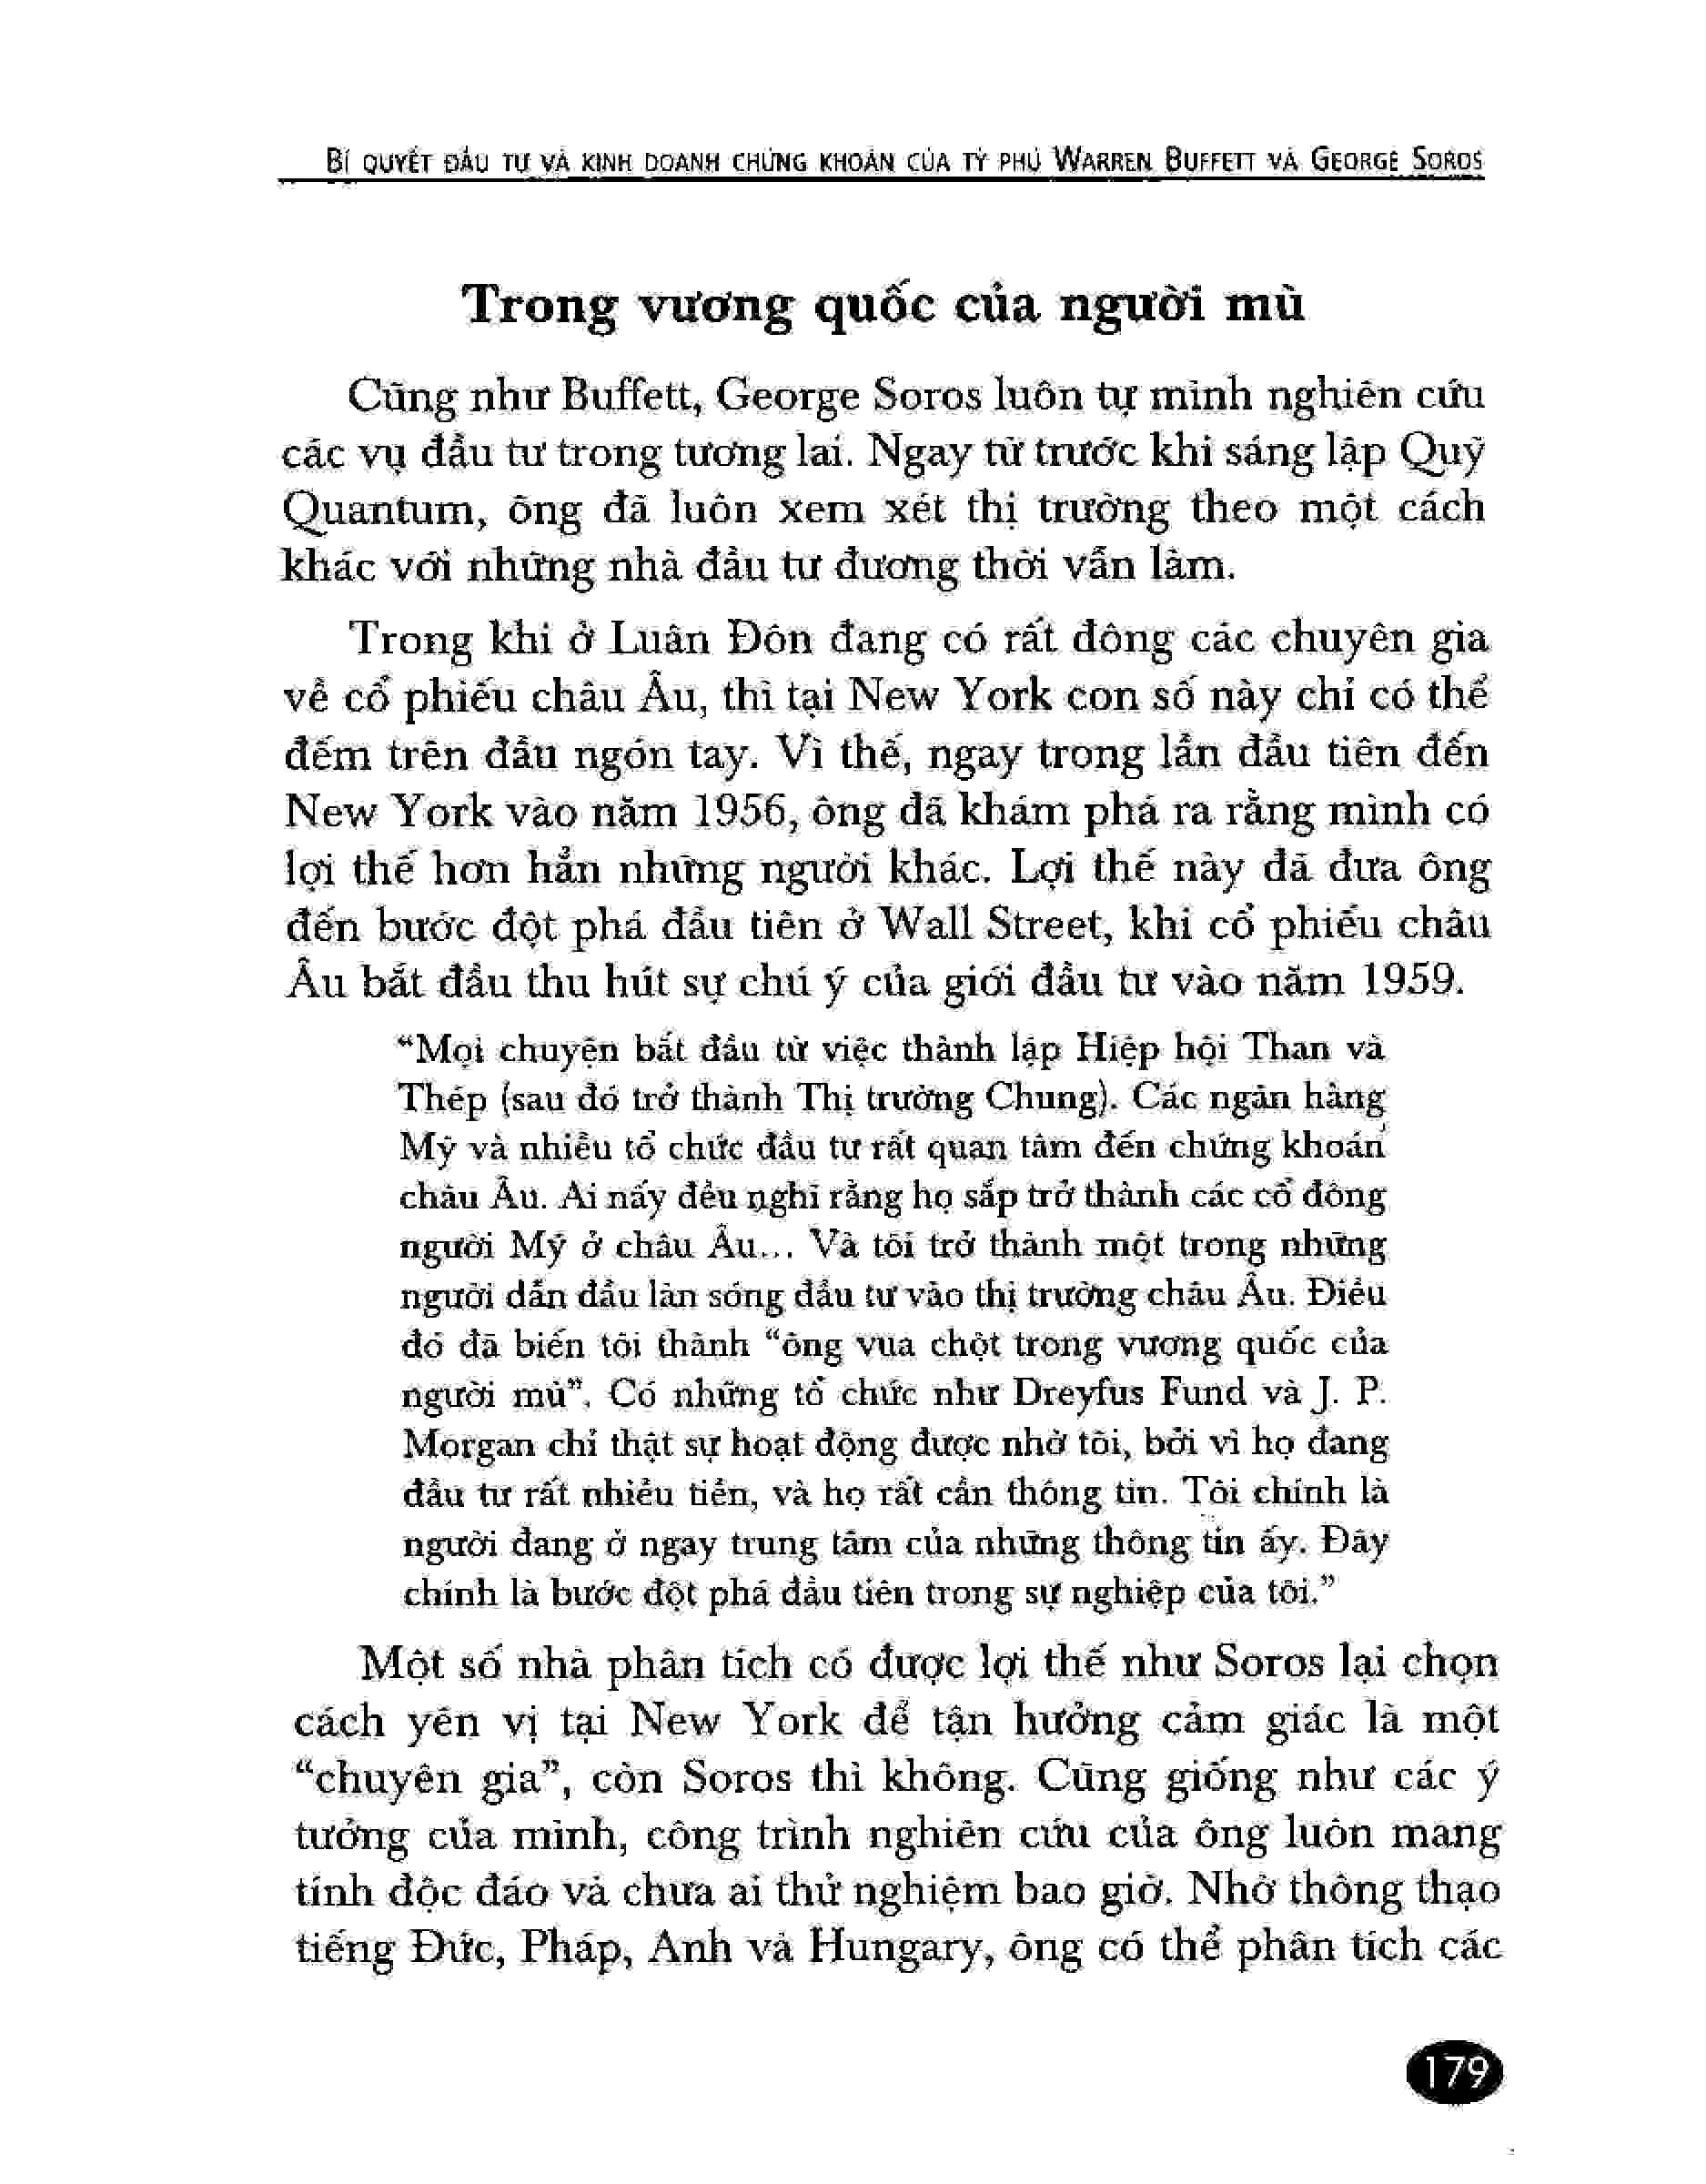 BÍ QUYẾT ĐẦU TƯ VÀ KINH DOANH CHỨNG KHOÁN CỦA TỶ PHÚ WARREN BUFFETT VÀ GEORGE SOROS
Trong vương quốc của người mù
Cũng như Buffett, George Soros luôn tự mình nghiên cứu
các vụ đầu tư trong tương lai. Ngay từ trước khi sáng lập Quỹ
Quantum, ông đã luôn xem xét thị trường theo một cách
khác với những nhà đầu tư đương thời vẫn làm.
Trong khi ở Luân Đôn đang có rất đông các chuyên gia
về cổ phiếu châu Âu, thì tại New York con số này chỉ có thể
đếm trên đầu ngón tay. Vì thế, ngay trong lần đầu tiên đến
New York vào năm 1956, ông đã khám phá ra rằng mình có
lợi thế hơn hẳn những người khác. Lợi thế này đã đưa ông
đến bước đột phá đầu tiên ở Wall Street, khi cổ phiếu châu
Âu bắt đầu thu hút sự chú ý của giới đầu tư vào năm 1959.
“Mọi chuyện bắt đầu từ việc thành lập Hiệp hội Than và
Thép (sau đó trở thành Thị trường Chung). Các ngân hàng
Mỹ và nhiều tổ chức đầu tư rất quan tâm đến chứng khoán
châu Âu. Ai nấy đều nghĩ rằng họ sắp trở thành các cổ đông
người Mỹ ở châu Âu... Và tôi trở thành một trong những
người dẫn đầu làn sóng đầu tư vào thị trường châu Âu. Điều
đó đã biến tôi thành “ông vua chột trong vương quốc của
người mù”. Có những tổ chức như Dreyfus Fund và J. P.
Morgan chỉ thật sự hoạt động được nhờ tôi, bởi vì họ đang
đầu tư rất nhiều tiền, và họ rất cần thông tin. Tôi chính là
người đang ở ngay trung tâm của những thông tin ấy. Đây
chính là bước đột phá đầu tiên trong sự nghiệp của tôi.”
Một số nhà phân tích có được lợi thế như Soros lại chọn
cách yên vị tại New York để tận hưởng cảm giác là một
“chuyên gia”, còn Soros thì không. Cũng giống như các ý
tưởng của mình, công trình nghiên cứu của ông luôn mang
tính độc đáo và chưa ai thử nghiệm bao giờ. Nhờ thông thạo
tiếng Đức, Pháp, Anh và Hungary, ông có thể phân tích các
179